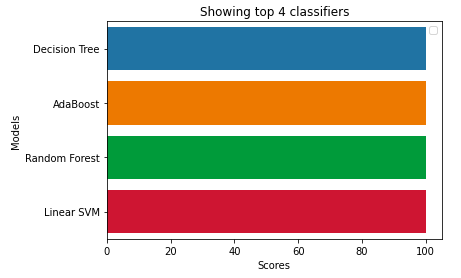 Showing top 4 classifiers
Decision Tree
AdaBoost
Random Forest
Linear SVM
Models
0 20 40 60 80 100
Scores